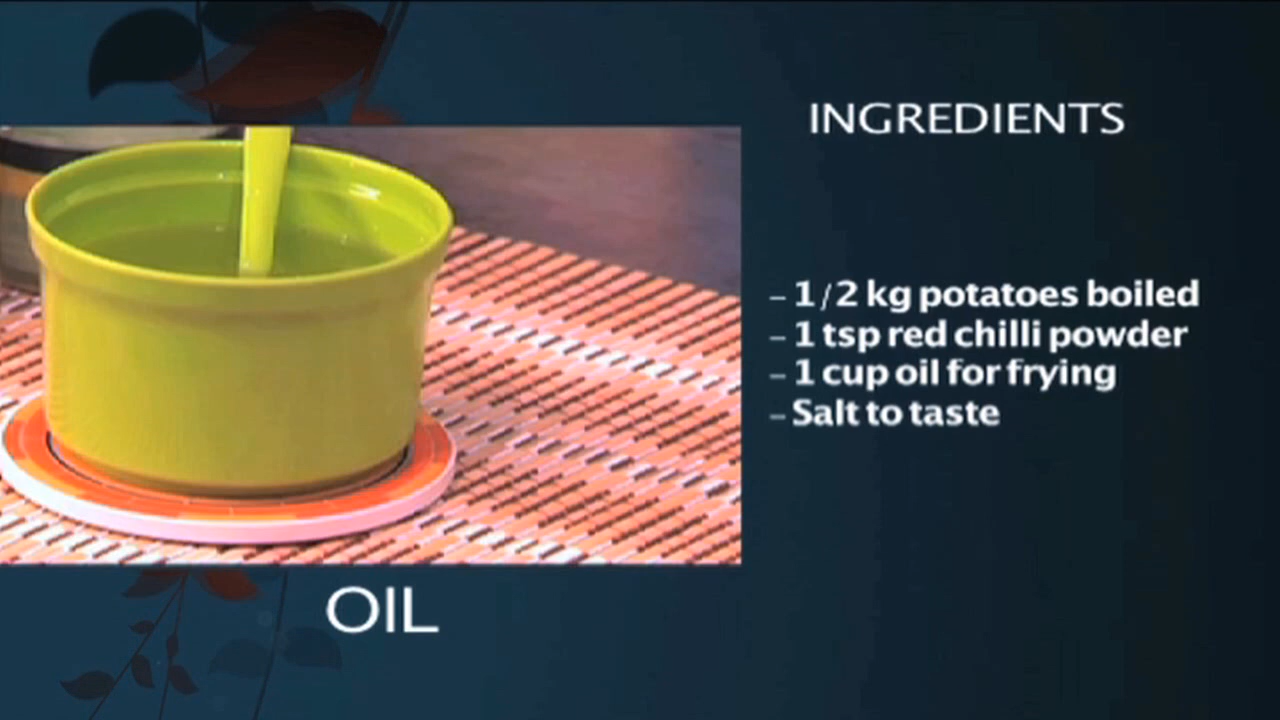 INGREDIENTS
– 1/2 kg potatoes boiled
– 1 tsp red chilli powder
– 1 cup oil for frying
– Salt to taste
OIL